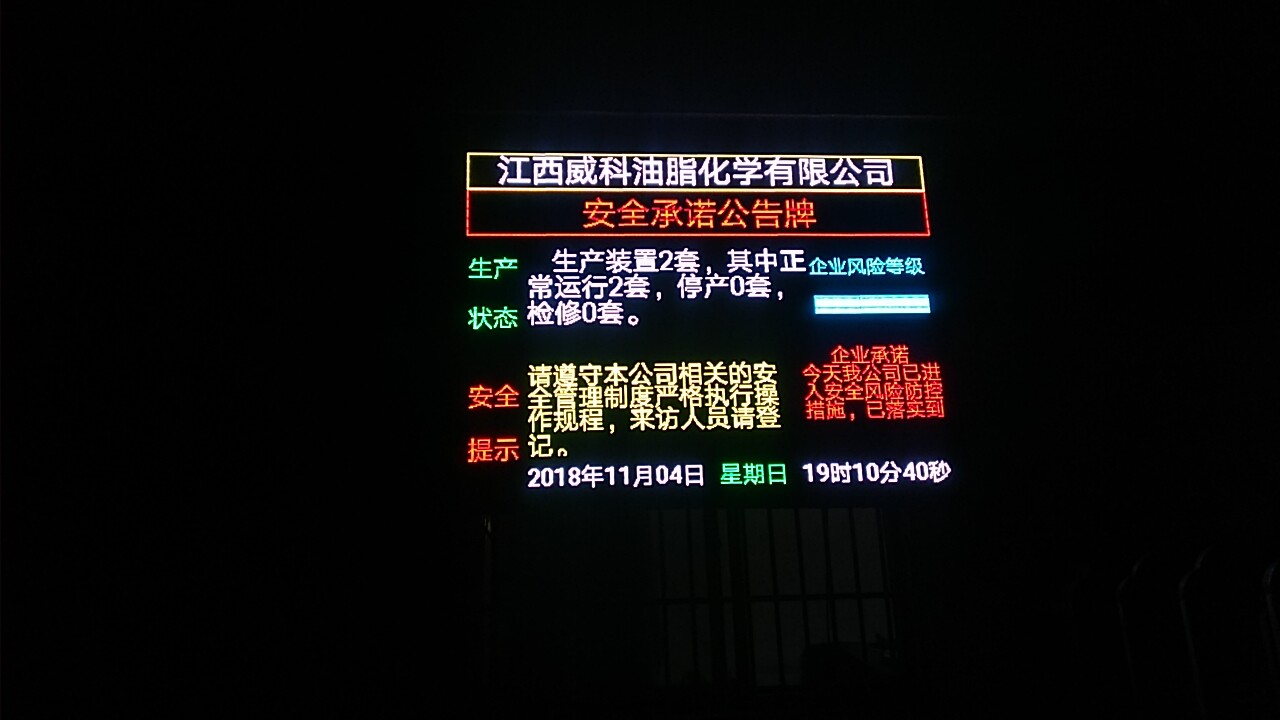 江西威科油脂化学有限公司
安全承诺公告牌
生产
状态
生产装置2套，其中正
常运行2套，停产0套，
检修0套。
企业风险等级
安全
提示
请遵守本公司相关的安
全管理制度严格执行操
作规程，来访人员请登
记。
企业承诺
今天我公司已进
入安全风险防控
措施，已落实到
2018年11月04日 星期日 19时10分40秒